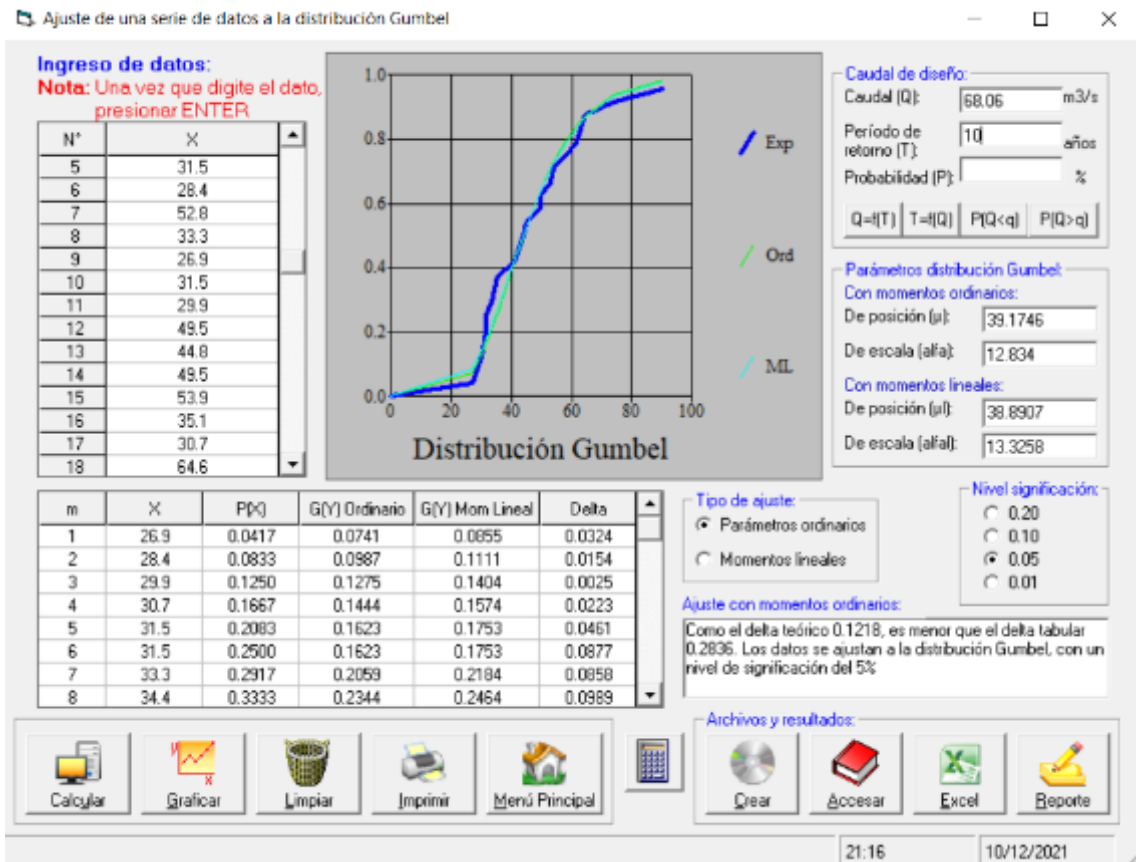 Ajuste de una serie de datos a la distribución Gumbel
Ingreso de datos:
Nota: Una vez que digite el dato,
presionar ENTER
N° X
5 31.5
6 28.4
7 52.8
8 33.3
9 26.9
10 31.5
11 29.9
12 49.5
13 44.8
14 49.5
15 53.9
16 35.1
17 30.7
18 64.6
1.0
0.8
0.6
0.4
0.2
0.0
0 20 40 60 80 100
Exp
Ord
ML
Distribución Gumbel
Caudal de diseño:
Caudal (Q): 68.06 m3/s
Período de
retorno (T): 10 años
Probabilidad (P): %
Q=f(T) T=f(Q) P(Q<q) P(Q>q)
Parámetros distribución Gumbel:
Con momentos ordinarios:
De posición (µ): 39.1746
De escala (alfa): 12.834
Con momentos lineales:
De posición (µl): 38.8907
De escala (alfal): 13.3258
m X P(X) G(Y) Ordinario G(Y) Mom Lineal Delta
1 26.9 0.0417 0.0741 0.0855 0.0324
2 28.4 0.0833 0.0987 0.1111 0.0154
3 29.9 0.1250 0.1275 0.1404 0.0025
4 30.7 0.1667 0.1444 0.1574 0.0223
5 31.5 0.2083 0.1623 0.1753 0.0461
6 31.5 0.2500 0.1623 0.1753 0.0877
7 33.3 0.2917 0.2059 0.2184 0.0858
8 34.4 0.3333 0.2344 0.2464 0.0989
Tipo de ajuste:
Parámetros ordinarios
Momentos lineales
Nivel significación:
0.20
0.10
0.05
0.01
Ajuste con momentos ordinarios:
Como el delta teórico 0.1218, es menor que el delta tabular
0.2836. Los datos se ajustan a la distribución Gumbel, con un
nivel de significación del 5%
Calcular Graficar Limpiar Imprimir Menú Principal
Archivos y resultados:
Crear Accesar Excel Reporte
21:16 10/12/2021